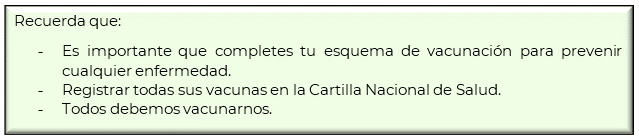 Recuerda que:
- Es importante que completes tu esquema de vacunación para prevenir
cualquier enfermedad.
- Registrar todas sus vacunas en la Cartilla Nacional de Salud.
- Todos debemos vacunarnos.